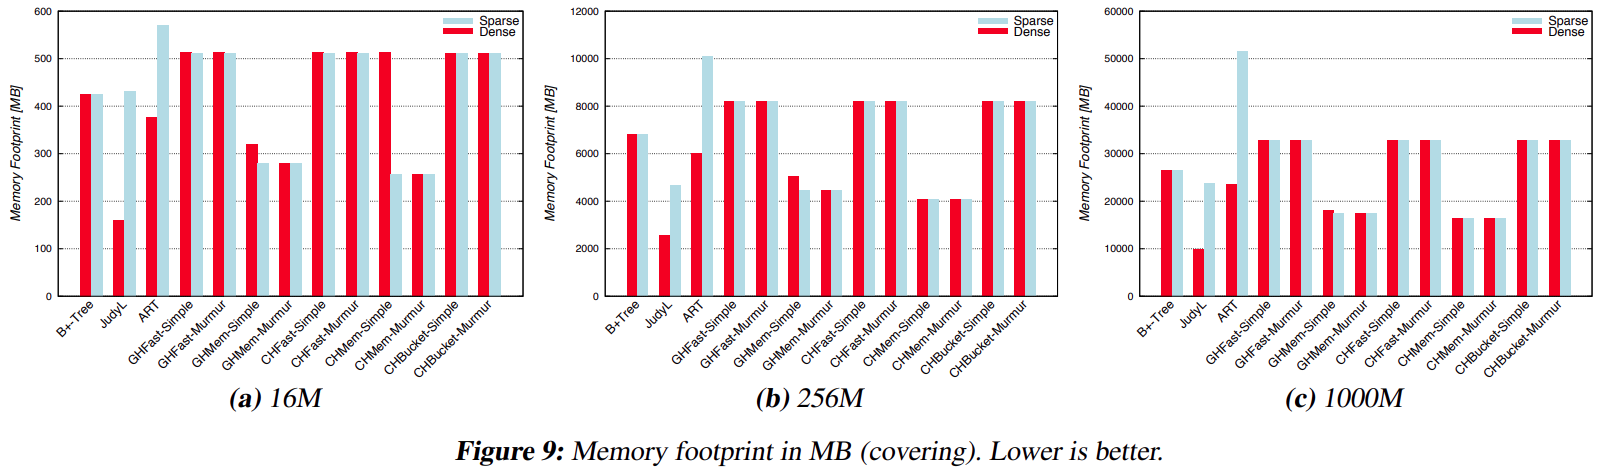 600
500
400
300
200
100
0
Memory Footprint [MB]
Sparse
Dense
B+-Tree
JudyL
ART
GHFast-Simple
GHFast-Murmur
GHMem-Simple
GHMem-Murmur
CHFast-Simple
CHFast-Murmur
CHMem-Simple
CHMem-Murmur
CHBucket-Simple
CHBucket-Murmur
(a) 16M
12000
10000
8000
6000
4000
2000
0
Memory Footprint [MB]
Sparse
Dense
B+Tree
JudyL
ART
GHFast-Simple
GHFast-Murmur
GHMem-Simple
GHMem-Murmur
CHFast-Simple
CHFast-Murmur
CHMem-Simple
CHMem-Murmur
CHBucket-Simple
CHBucket-Murmur
(b) 256M
60000
50000
40000
30000
20000
10000
0
Memory Footprint [MB]
Sparse
Dense
B+-Tree
JudyL
ART
GHFast-Simple
GHFast-Murmur
GHMem-Simple
GHMem-Murmur
CHFast-Simple
CHFast-Murmur
CHMem-Simple
CHMem-Murmur
CHBucket-Simple
CHBucket-Murmur
(c) 1000M
Figure 9: Memory footprint in MB (covering). Lower is better.